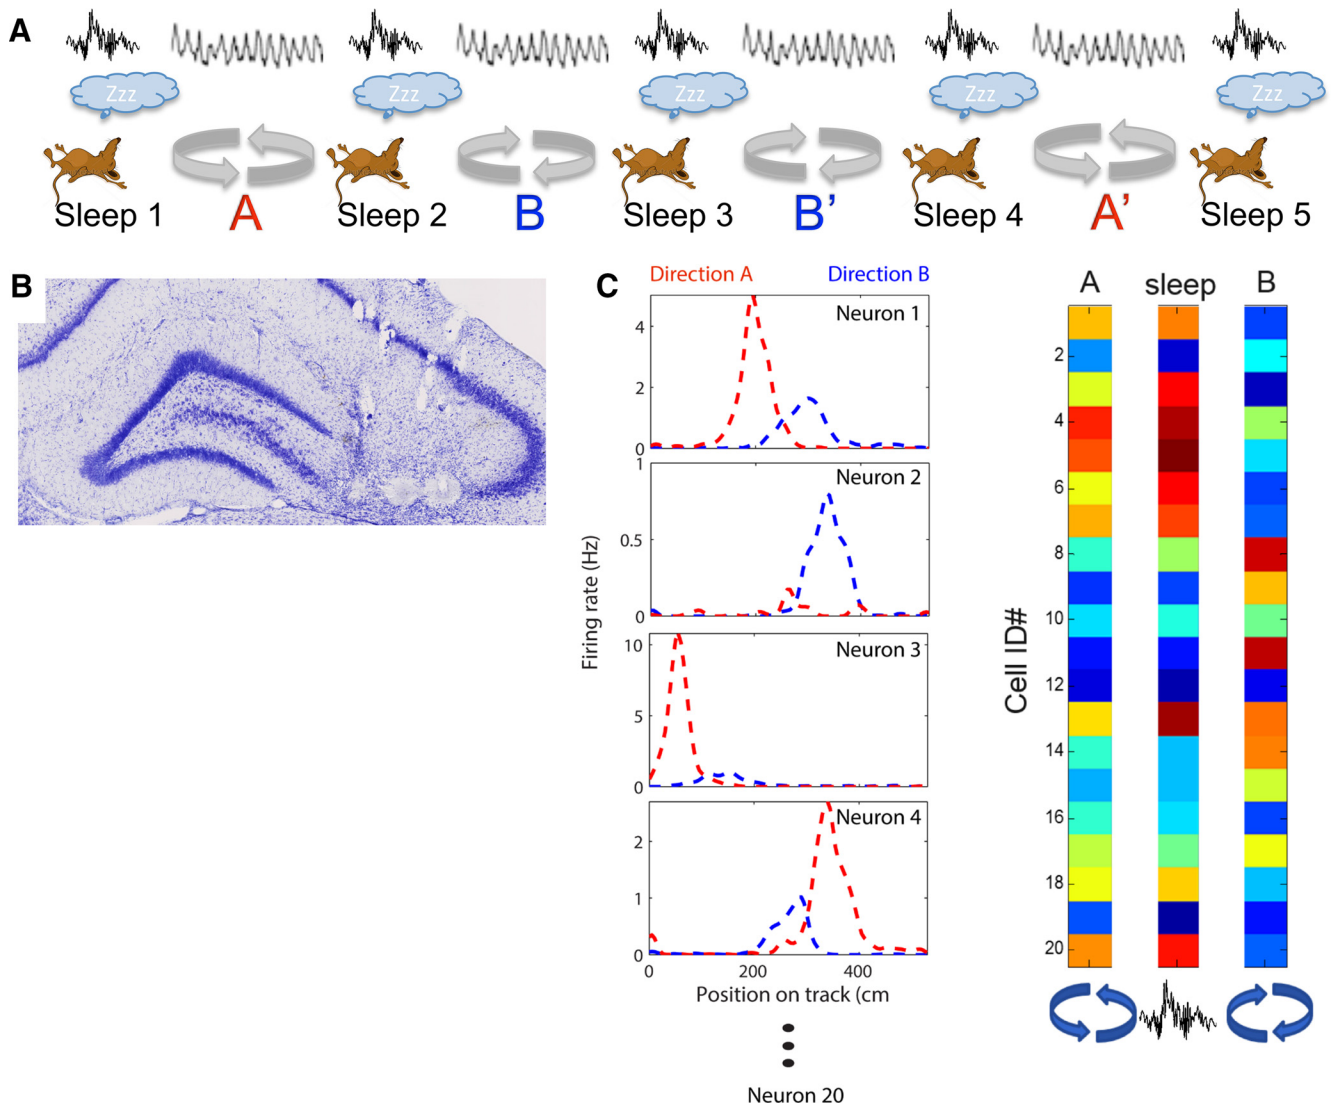 A
Zzz Zzz Zzz Zzz Zzz
Sleep 1 A Sleep 2 B Sleep 3 B’ Sleep 4 A’ Sleep 5
B
C
Direction A Direction B
Firing rate (Hz)
Neuron 1
4
2
0
Neuron 2
1
0.5
0
Neuron 3
10
5
0
Neuron 4
2
1
0
0 200 400
Position on track (cm
Neuron 20
A sleep B
Cell ID#
2
4
6
8
10
12
14
16
18
20